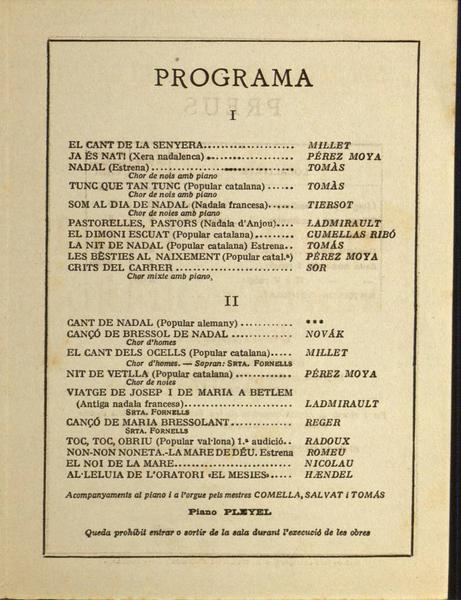 PROGRAMA
I
EL CANT DE LA SENYERA..................... MILLET
JA ÉS NAT! (Xera nadalenca) ..................... PÉREZ MOYA
NADAL (Estrena) ................................. TOMÀS
Chor de nois amb piano
TUNC QUE TAN TUNC (Popular catalana) ...... TOMÀS
Chor de nois amb piano
SOM AL DIA DE NADAL (Nadala francesa)...... TIERSOT
Chor de noies amb piano
PASTORELLES, PASTORS (Nadala d'Anjou).... LADMIRAULT
EL DIMONI ESCUAT (Popular catalana) ......... CUMELLAS RIBÓ
LA NIT DE NADAL (Popular catalana) Estrena.. TOMÁS
LES BÈSTIES AL NAIXEMENT (Popular catal.ª) PÉREZ MOYA
CRITS DEL CARRER ........................... SOR
Chor mixte amb piano.
II
CANT DE NADAL (Popular alemany) ............ ***
CANÇÓ DE BRESSOL DE NADAL .................. NOVÁK
Chor d'homes
EL CANT DELS OCELLS (Popular catalana)..... MILLET
Chor d'homes. — Sopran: SRTA. FORNELLS
NIT DE VETLLA (Popular catalana) ............. PÉREZ MOYA
Chor de noies
VIATGE DE JOSEP I DE MARIA A BETLEM
(Antiga nadala francesa)......................... LADMIRAULT
SRTA. FORNELLS
CANÇÓ DE MARIA BRESSOLANT .................. REGER
SRTA. FORNELLS
TOC, TOC, OBRIU (Popular val·lona) 1.ª audició.. RADOUX
NON-NON NONETA.-LA MARE DE DÉU. Estrena ROMEU
EL NOI DE LA MARE........................... NICOLAU
AL·LELUIA DE L'ORATORI «EL MESIES»..... HÆNDEL
Acompanyaments al piano i a l'orgue pels mestres COMELLA, SALVAT i TOMÁS
Piano PLEYEL
Queda prohibit entrar o sortir de la sala durant l'execució de les obres